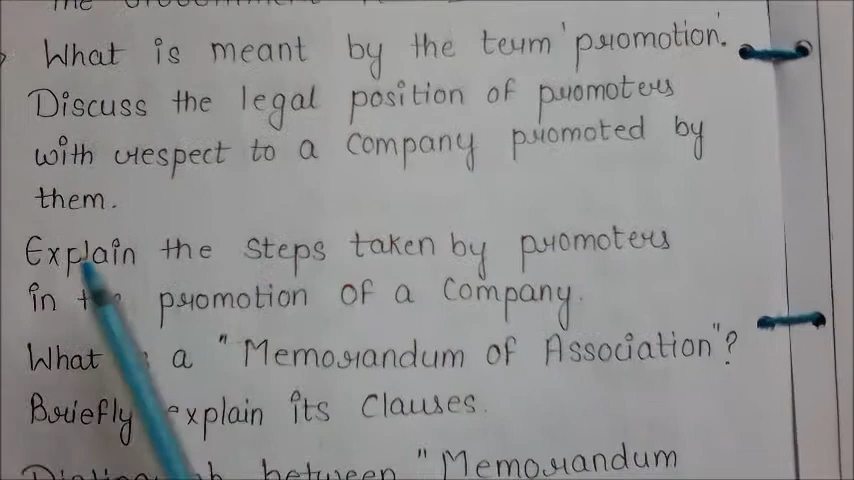 What is meant by the term 'promotion'.
Discuss the legal position of promoters
with respect to a company promoted by
them.
Explain the steps taken by promoters
in the promotion of a company.
What a "Memorandum of Association"?
Briefly explain its clauses.
between "Memorandum